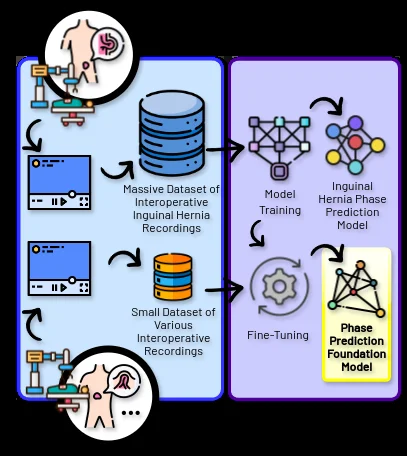 Massive Dataset of
Interoperative
Inguinal Hernia
Recordings
Model
Training
Inguinal
Hernia Phase
Prediction
Model
Small Dataset of
Various
Interoperative
Recordings
Fine-Tuning
Phase
Prediction
Foundation
Model
...